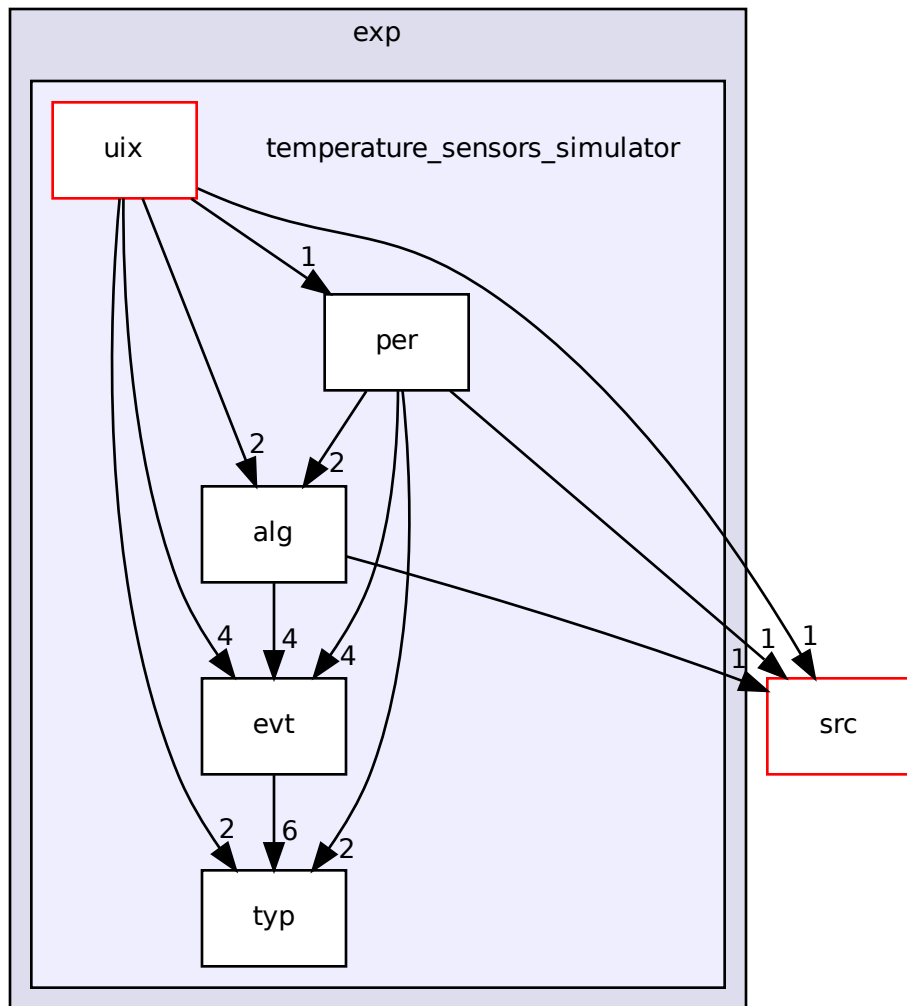 exp
uix
temperature_sensors_simulator
1
per
2
2
alg
4
4
4
1
1
1
evt
src
2
6
2
typ